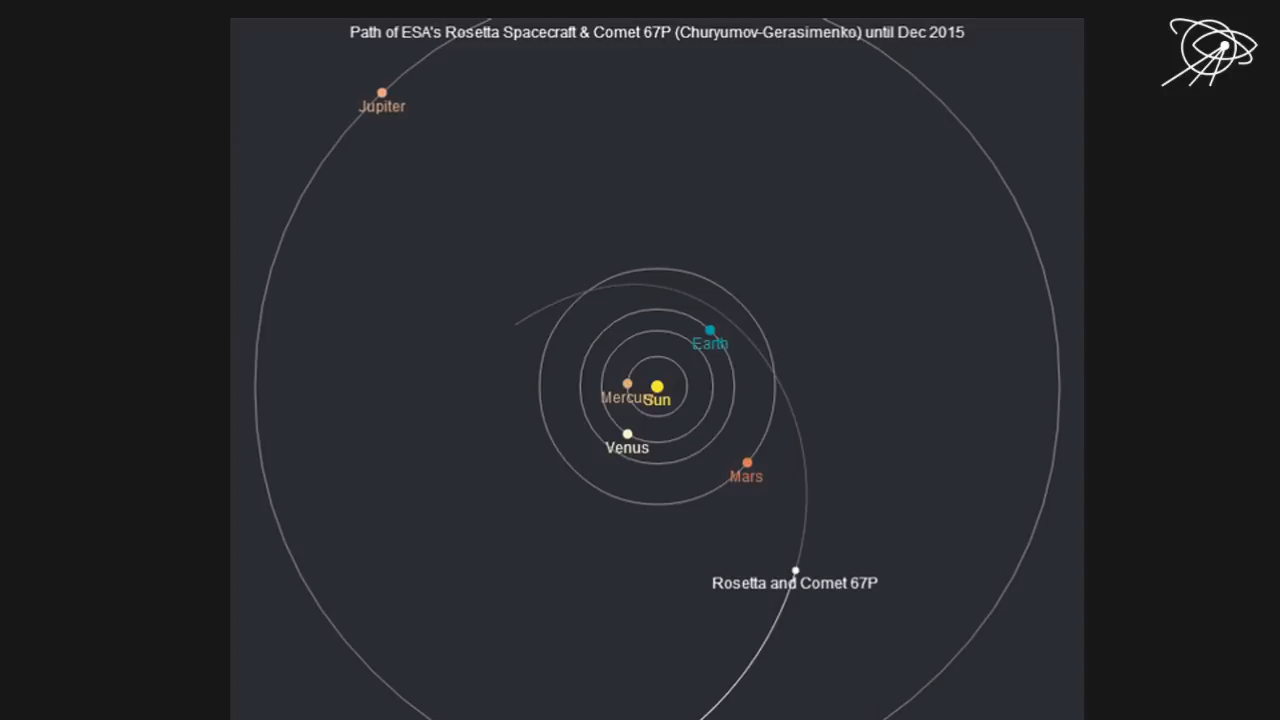 Path of ESA's Rosetta Spacecraft & Comet 67P (Churyumov-Gerasimenko) until Dec 2015
Jupiter
Earth
Mercury
Sun
Venus
Mars
Rosetta and Comet 67P